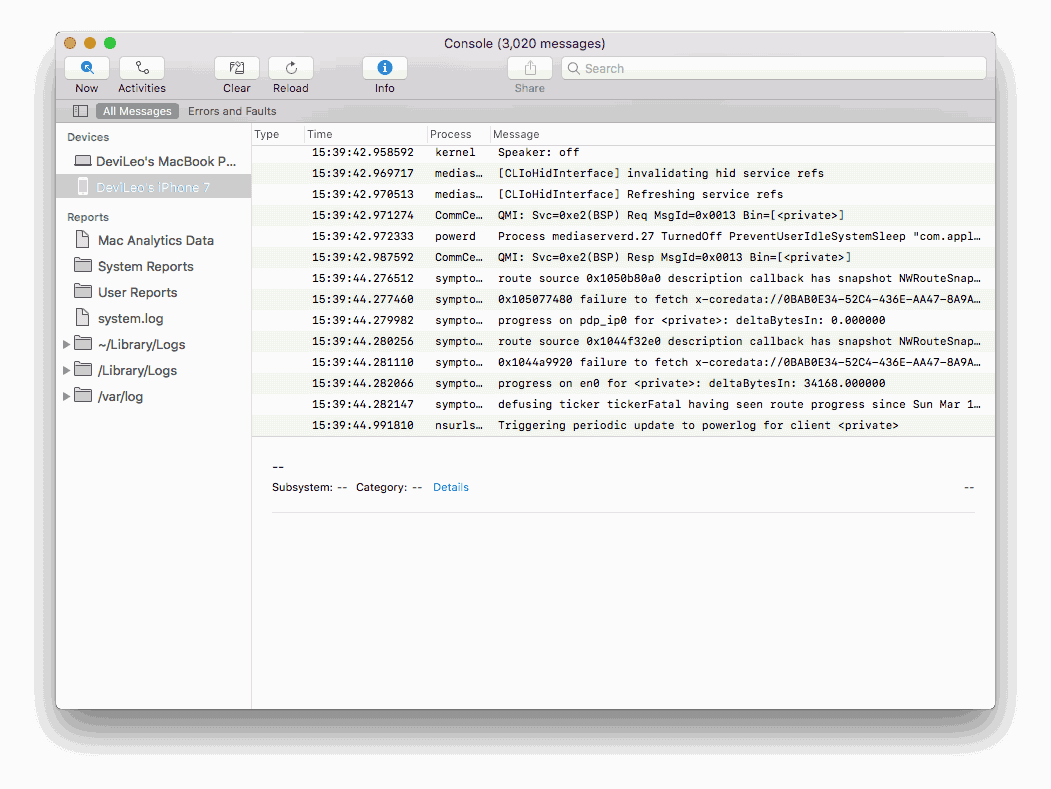 Console (3,020 messages)
Now Activities Clear Reload Info Share Search
All Messages Errors and Faults
Devices
DeviLeo's MacBook P...
DeviLeo's iPhone 7
Reports
Mac Analytics Data
System Reports
User Reports
system.log
~/Library/Logs
/Library/Logs
/var/log
Type Time Process Message
15:39:42.958592 kernel Speaker: off
15:39:42.969717 medias... [CLIoHidInterface] invalidating hid service refs
15:39:42.970513 medias... [CLIoHidInterface] Refreshing service refs
15:39:42.971274 CommCe... QMI: Svc=0xe2(BSP) Req MsgId=0x0013 Bin=[<private>]
15:39:42.972333 powerd Process mediaserverd.27 TurnedOff PreventUserIdleSystemSleep "com.appl...
15:39:42.987592 CommCe... QMI: Svc=0xe2(BSP) Resp MsgId=0x0013 Bin=[<private>]
15:39:44.276512 sympto... route source 0x1050b80a0 description callback has snapshot NWRouteSnap...
15:39:44.277460 sympto... 0x105077480 failure to fetch x-coredata://0BAB0E34-52C4-436E-AA47-8A9A...
15:39:44.279982 sympto... progress on pdp_ip0 for <private>: deltaBytesIn: 0.000000
15:39:44.280256 sympto... route source 0x1044f32e0 description callback has snapshot NWRouteSnap...
15:39:44.281110 sympto... 0x1044a9920 failure to fetch x-coredata://0BAB0E34-52C4-436E-AA47-8A9A...
15:39:44.282066 sympto... progress on en0 for <private>: deltaBytesIn: 34168.000000
15:39:44.282147 sympto... defusing ticker tickerFatal having seen route progress since Sun Mar 1...
15:39:44.991810 nsurls... Triggering periodic update to powerlog for client <private>
--
Subsystem: -- Category: -- Details --